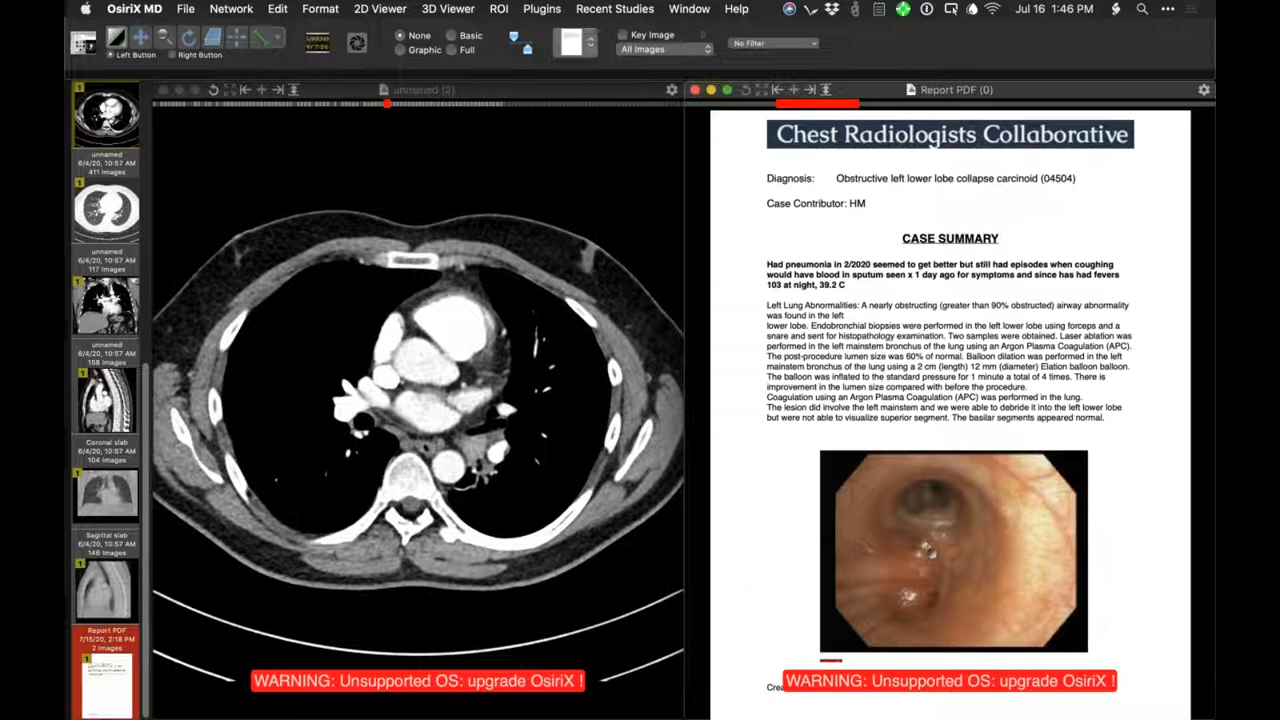 OsiriX MD File Network Edit Format 2D Viewer 3D Viewer ROI Plugins Recent Studies Window Help Jul 16 1:46 PM
None Basic
Graphic Full
Left Button Right Button
Key Image 0
All Images
No Filter
unnamed (2)
Report PDF (0)
1
unnamed
6/4/20, 10:57 AM
411 Images
1
unnamed
6/4/20, 10:57 AM
117 Images
1
unnamed
6/4/20, 10:57 AM
158 Images
1
Coronal slab
6/4/20, 10:57 AM
104 Images
1
Sagittal slab
6/4/20, 10:57 AM
146 Images
1
Report PDF
7/15/20, 2:18 PM
2 Images
1
WARNING: Unsupported OS: upgrade OsiriX !
Chest Radiologists Collaborative
Diagnosis: Obstructive left lower lobe collapse carcinoid (04504)
Case Contributor: HM
CASE SUMMARY
Had pneumonia in 2/2020 seemed to get better but still had episodes when coughing
would have blood in sputum seen x 1 day ago for symptoms and since has had fevers
103 at night, 39.2 C
Left Lung Abnormalities: A nearly obstructing (greater than 90% obstructed) airway abnormality
was found in the left
lower lobe. Endobronchial biopsies were performed in the left lower lobe using forceps and a
snare and sent for histopathology examination. Two samples were obtained. Laser ablation was
performed in the left mainstem bronchus of the lung using an Argon Plasma Coagulation (APC).
The post-procedure lumen size was 60% of normal. Balloon dilation was performed in the left
mainstem bronchus of the lung using a 2 cm (length) 12 mm (diameter) Elation balloon balloon.
The balloon was inflated to the standard pressure for 1 minute a total of 4 times. There is
improvement in the lumen size compared with before the procedure.
Coagulation using an Argon Plasma Coagulation (APC) was performed in the lung.
The lesion did involve the left mainstem and we were able to debride it into the left lower lobe
but were not able to visualize superior segment. The basilar segments appeared normal.
WARNING: Unsupported OS: upgrade OsiriX !